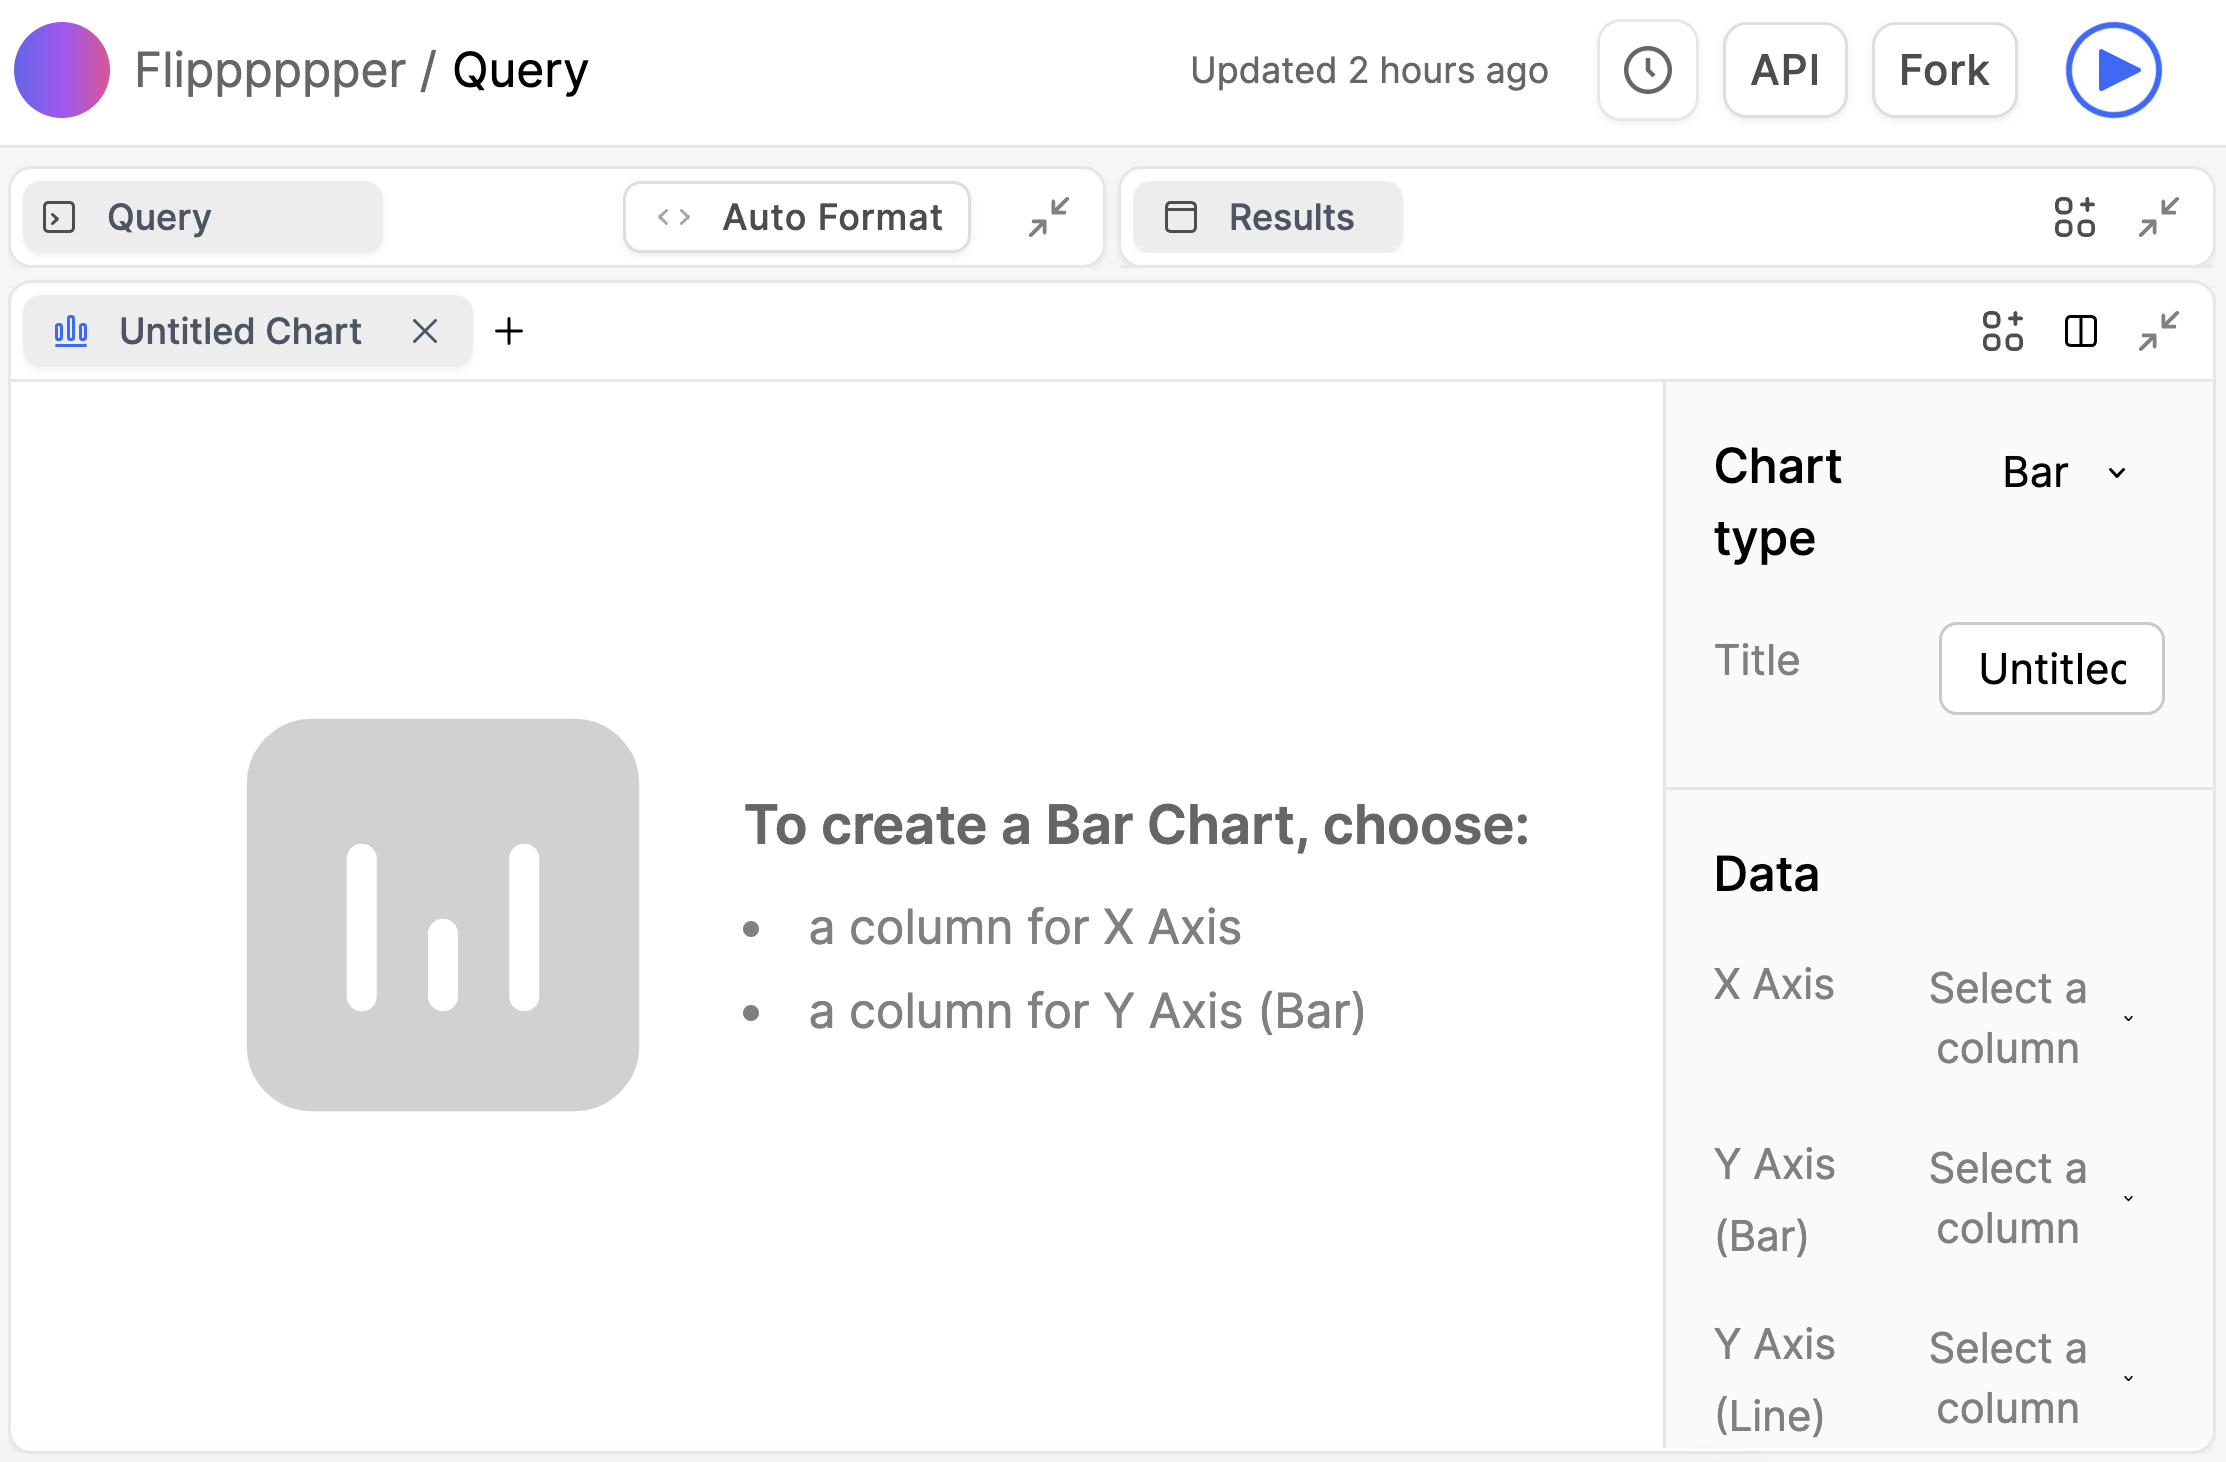 Flipppppper / Query
Updated 2 hours ago
API
Fork
Query
Auto Format
Results
Untitled Chart
Chart
type
Bar
Title
Untitled
To create a Bar Chart, choose:
• a column for X Axis
• a column for Y Axis (Bar)
Data
X Axis
Select a
column
Y Axis
(Bar)
Select a
column
Y Axis
(Line)
Select a
column